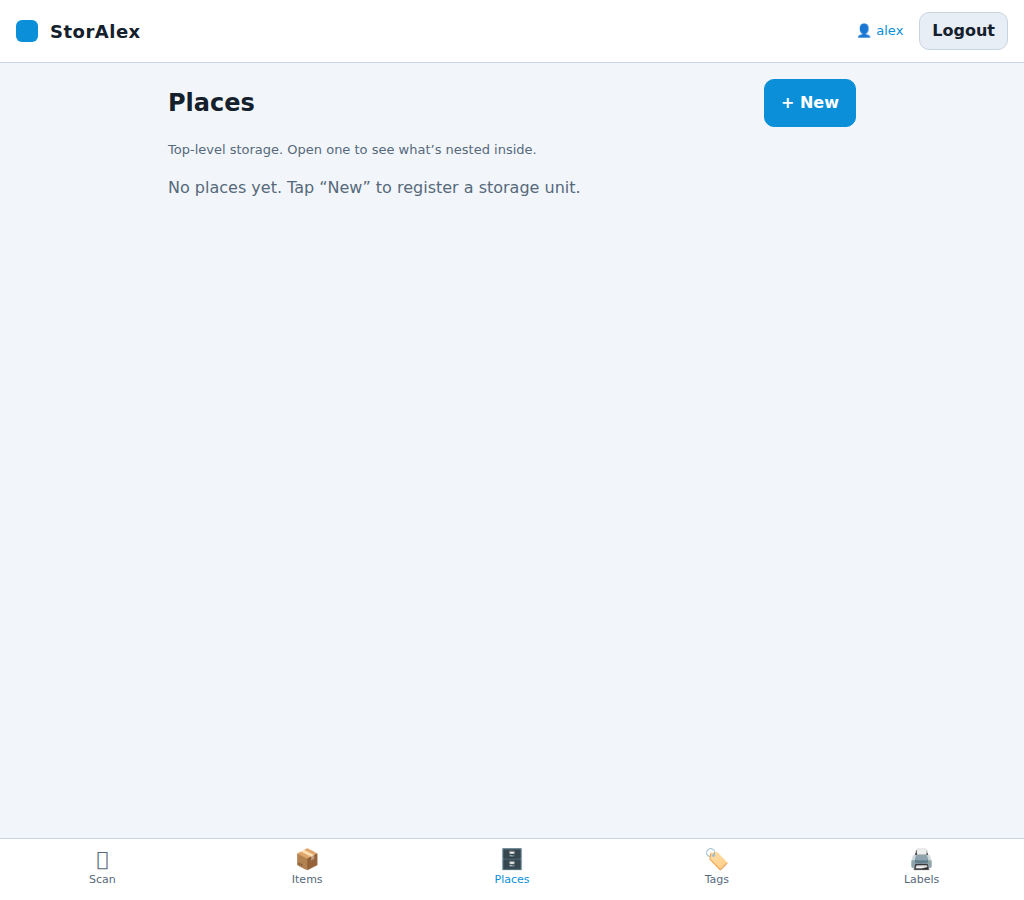 StorAlex
👤 alex
Logout
Places
+ New
Top-level storage. Open one to see what’s nested inside.
No places yet. Tap “New” to register a storage unit.
Scan
Items
Places
Tags
Labels